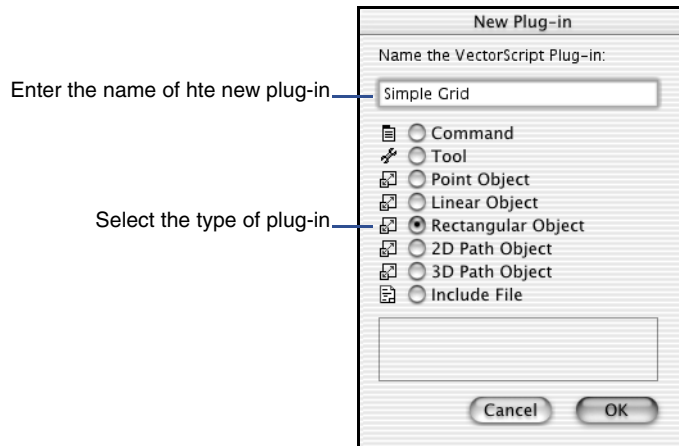 New Plug-in
Name the VectorScript Plug-in:
Enter the name of hte new plug-in
Simple Grid
Command
Tool
Point Object
Linear Object
Select the type of plug-in
Rectangular Object
2D Path Object
3D Path Object
Include File
Cancel
OK